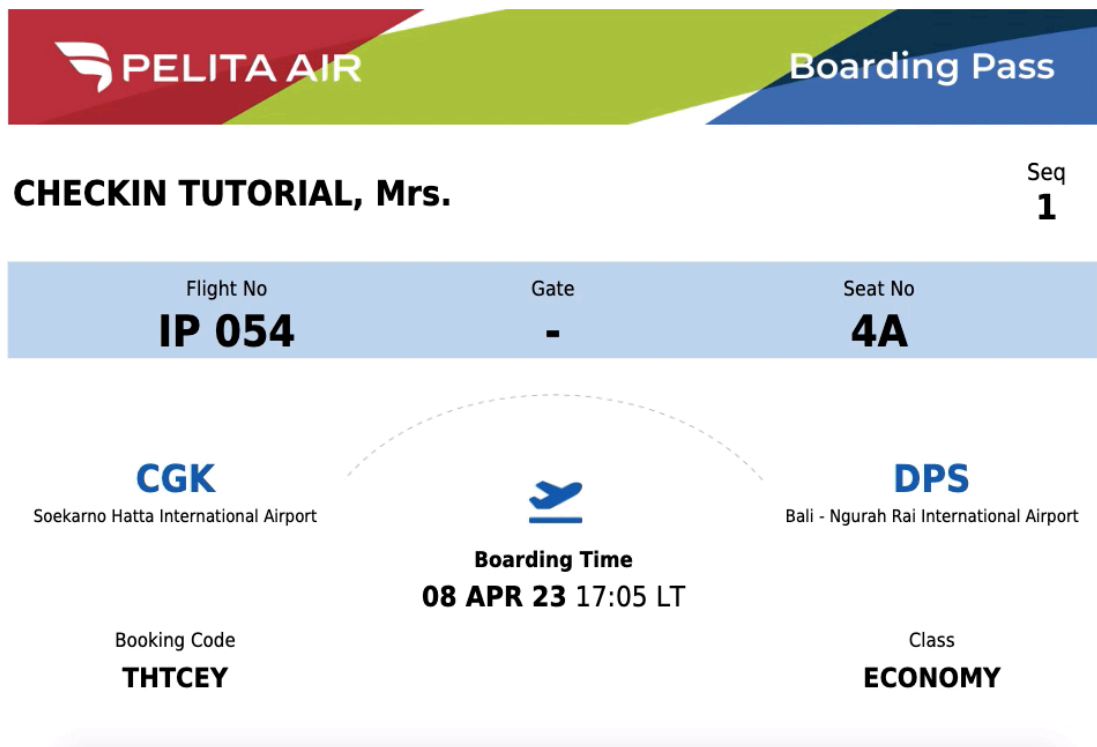 PELITA AIR
Boarding Pass
CHECKIN TUTORIAL, Mrs.
Seq
1
Flight No
Gate
Seat No
IP 054
-
4A
CGK
DPS
Soekarno Hatta International Airport
Bali - Ngurah Rai International Airport
Boarding Time
08 APR 23 17:05 LT
Booking Code
Class
THTCEY
ECONOMY